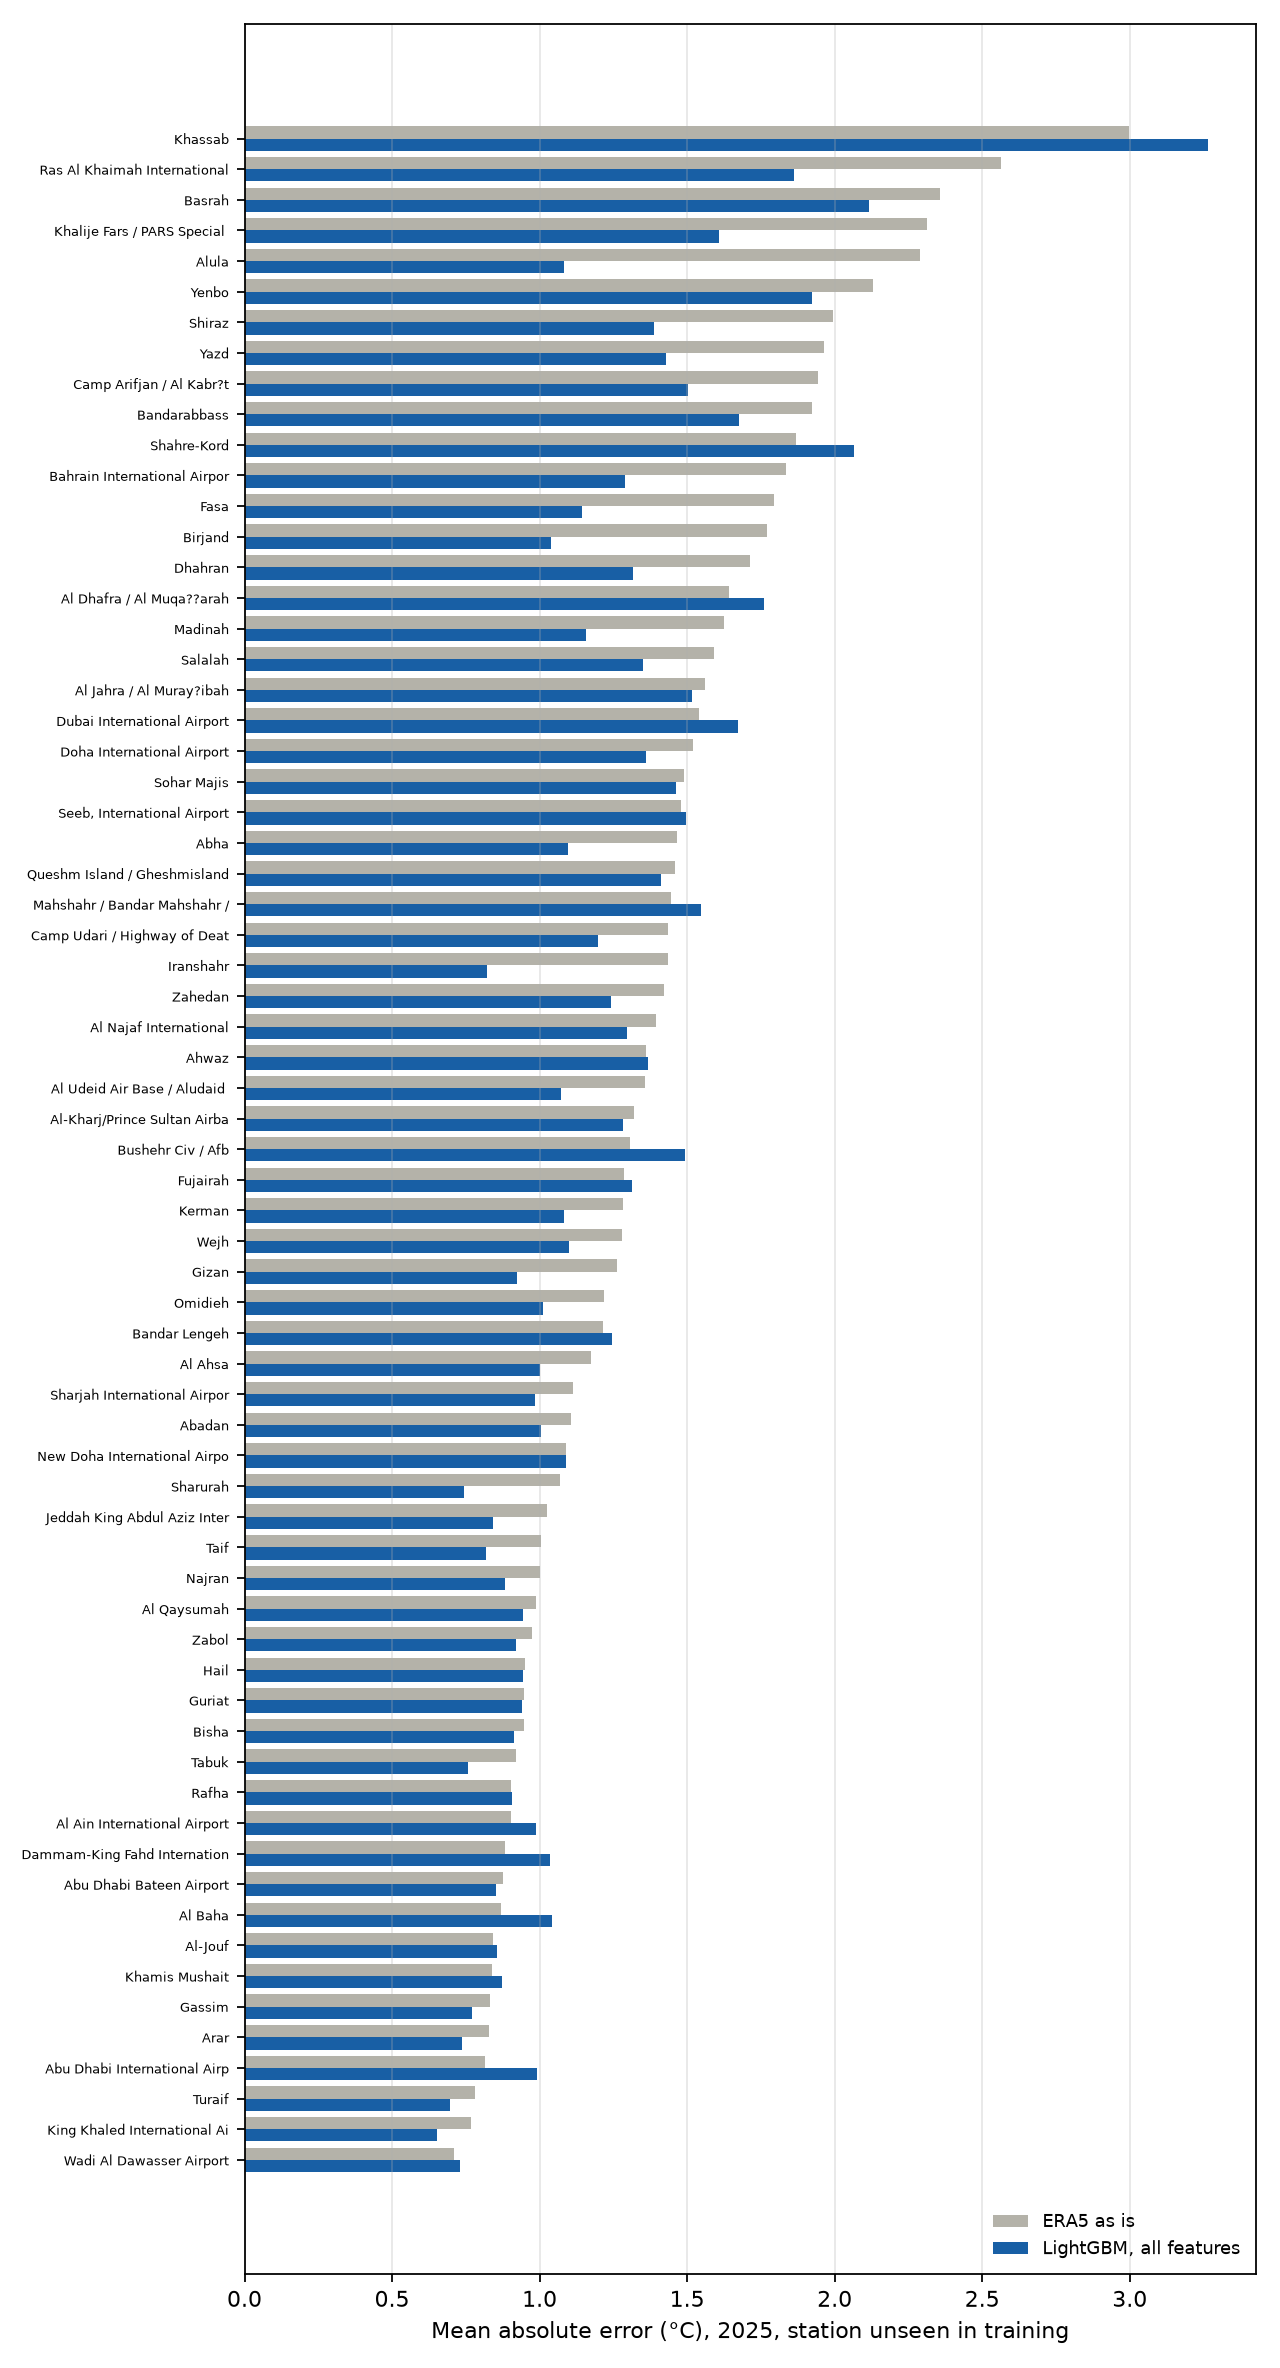 Khassab
Ras Al Khaimah International
Basrah
Khalije Fars / PARS Special
Alula
Yenbo
Shiraz
Yazd
Camp Arifjan / Al Kabr?t
Bandarabbass
Shahre-Kord
Bahrain International Airpor
Fasa
Birjand
Dhahran
Al Dhafra / Al Muqa??arah
Madinah
Salalah
Al Jahra / Al Muray?ibah
Dubai International Airport
Doha International Airport
Sohar Majis
Seeb, International Airport
Abha
Queshm Island / Gheshmisland
Mahshahr / Bandar Mahshahr /
Camp Udari / Highway of Deat
Iranshahr
Zahedan
Al Najaf International
Ahwaz
Al Udeid Air Base / Aludaid
Al-Kharj/Prince Sultan Airba
Bushehr Civ / Afb
Fujairah
Kerman
Wejh
Gizan
Omidieh
Bandar Lengeh
Al Ahsa
Sharjah International Airpor
Abadan
New Doha International Airpo
Sharurah
Jeddah King Abdul Aziz Inter
Taif
Najran
Al Qaysumah
Zabol
Hail
Guriat
Bisha
Tabuk
Rafha
Al Ain International Airport
Dammam-King Fahd Internation
Abu Dhabi Bateen Airport
Al Baha
Al-Jouf
Khamis Mushait
Gassim
Arar
Abu Dhabi International Airp
Turaif
King Khaled International Ai
Wadi Al Dawasser Airport
ERA5 as is
LightGBM, all features
0.0 0.5 1.0 1.5 2.0 2.5 3.0
Mean absolute error (°C), 2025, station unseen in training